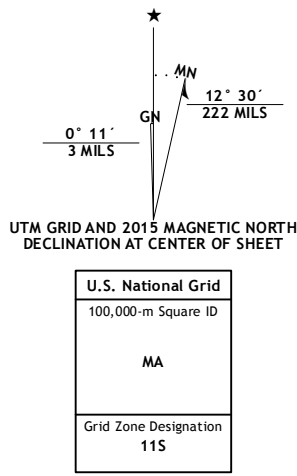 ★
MN
GN
12° 30´
222 MILS
0° 11´
3 MILS
UTM GRID AND 2015 MAGNETIC NORTH
DECLINATION AT CENTER OF SHEET
U.S. National Grid
100,000-m Square ID
MA
Grid Zone Designation
11S